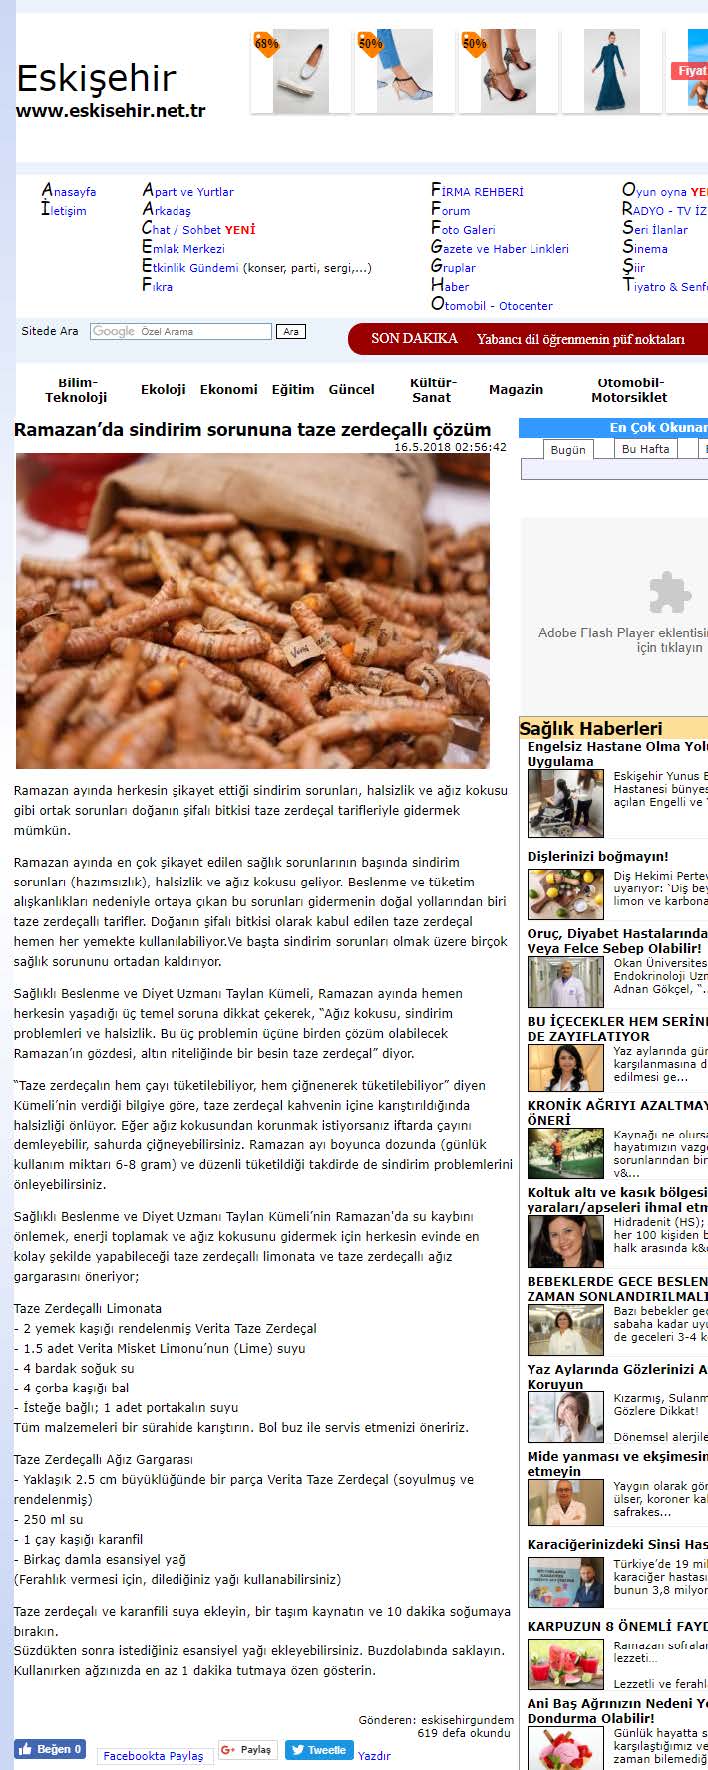 68%
50%
50%
Fiyat
Eskişehir
www.eskisehir.net.tr
Anasayfa
İletişim
Apart ve Yurtlar
Arkadaş
Chat / Sohbet YENİ
Emlak Merkezi
Etkinlik Gündemi (konser, parti, sergi,...)
Fıkra
FİRMA REHBERİ
Forum
Foto Galeri
Gazete ve Haber Linkleri
Gruplar
Haber
Otomobil - Otocenter
Oyun oyna YE
RADYO - TV İZ
Seri İlanlar
Sinema
Şiir
Tiyatro & Senf
Sitede Ara Google Özel Arama Ara
SON DAKIKA Yabancı dil öğrenmenin püf noktaları
Bilim-Teknoloji
Ekoloji Ekonomi Eğitim Güncel
Kültür-Sanat
Magazin
Otomobil-Motorsiklet
Ramazan’da sindirim sorununa taze zerdeçallı çözüm
16.5.2018 02:56:42
Ramazan ayında herkesin şikayet ettiği sindirim sorunları, halsizlik ve ağız kokusu
gibi ortak sorunları doğanın şifalı bitkisi taze zerdeçal tarifleriyle gidermek
mümkün.
Ramazan ayında en çok şikayet edilen sağlık sorunlarının başında sindirim
sorunları (hazımsızlık), halsizlik ve ağız kokusu geliyor. Beslenme ve tüketim
alışkanlıkları nedeniyle ortaya çıkan bu sorunları gidermenin doğal yollarından biri
taze zerdeçallı tarifler. Doğanın şifalı bitkisi olarak kabul edilen taze zerdeçal
hemen her yemekte kullanılabiliyor.Ve başta sindirim sorunları olmak üzere birçok
sağlık sorununu ortadan kaldırıyor.
Sağlıklı Beslenme ve Diyet Uzmanı Taylan Kümeli, Ramazan ayında hemen
herkesin yaşadığı üç temel soruna dikkat çekerek, “Ağız kokusu, sindirim
problemleri ve halsizlik. Bu üç problemin üçüne birden çözüm olabilecek
Ramazan’ın gözdesi, altın riteliğinde bir besin taze zerdeçal” diyor.
“Taze zerdeçalın hem çayı tüketilebiliyor, hem çiğnenerek tüketilebiliyor” diyen
Kümeli’nin verdiği bilgiye göre, taze zerdeçal kahvenin içine karıştırıldığında
halsizliği önlüyor. Eğer ağız kokusundan korunmak istiyorsanız iftarda çayını
demleyebilir, sahurda çiğneyebilirsiniz. Ramazan ayı boyunca dozunda (günlük
kullanım miktarı 6-8 gram) ve düzenli tüketildiği takdirde de sindirim problemlerini
önleyebilirsiniz.
Sağlıklı Beslenme ve Diyet Uzmanı Taylan Kümeli’nin Ramazan'da su kaybını
önlemek, enerji toplamak ve ağız kokusunu gidermek için herkesin evinde en
kolay şekilde yapabileceği taze zerdeçallı limonata ve taze zerdeçallı ağız
gargarasını öneriyor;
Taze Zerdeçallı Limonata
- 2 yemek kaşığı rendelenmiş Verita Taze Zerdeçal
- 1.5 adet Verita Misket Limonu’nun (Lime) suyu
- 4 bardak soğuk su
- 4 çorba kaşığı bal
- İsteğe bağlı; 1 adet portakalın suyu
Tüm malzemeleri bir sürahide karıştırın. Bol buz ile servis etmenizi öneririz.
Taze Zerdeçallı Ağız Gargarası
- Yaklaşık 2.5 cm büyüklüğünde bir parça Verita Taze Zerdeçal (soyulmuş ve
rendelenmiş)
- 250 ml su
- 1 çay kaşığı karanfil
- Birkaç damla esansiyel yağ
(Ferahlık vermesi için, dilediğiniz yağı kullanabilirsiniz)
Taze zerdeçalı ve karanfili suya ekleyin, bir taşım kaynatın ve 10 dakika soğumaya
bırakın.
Süzdükten sonra istediğiniz esansiyel yağı ekleyebilirsiniz. Buzdolabında saklayın.
Kullanırken ağzınızda en az 1 dakika tutmaya özen gösterin.
Gönderen: eskisehirgundem
619 defa okundu
Beğen 0 Facebookta Paylaş G+ Paylaş Tweetle Yazdır
En Çok Okunar
Bugün Bu Hafta
Adobe Flash Player eklentisi
için tıklayın
Sağlık Haberleri
Engelsiz Hastane Olma Yolu
Uygulama
Eskişehir Yunus E
Hastanesi bünyes
açılan Engelli ve
Dişlerinizi boğmayın!
Diş Hekimi Pertev
uyarıyor: `Diş bey
limon ve karbona
Oruç, Diyabet Hastalarında
Veya Felce Sebep Olabilir!
Okan Üniversites
Endokrinoloji Uzn
Adnan Gökçel, “..
BU İÇECEKLER HEM SERİNL
DE ZAYIFLATIYOR
Yaz aylarında gür
karşılanmasına d
edilmesi ge...
KRONİK AĞRIYI AZALTMAY
ÖNERİ
Kaynağı ne olursa
hayatımızın vazge
sorunlarından bir
v&...
Koltuk altı ve kasık bölgesi
yaraları/apseleri ihmal etm
Hidradenit (HS);
her 100 kişiden b
halk arasında k&c
BEBEKLERDE GECE BESLEN
ZAMAN SONLANDIRILMALI
Bazı bebekler gec
sabaha kadar uyu
de geceleri 3-4 k
Yaz Aylarında Gözlerinizi A
Koruyun
Kızarmış, Sulanm
Gözlere Dikkat!
Dönemsel alerjile
Mide yanması ve ekşimesin
etmeyin
Yaygın olarak gör
ülser, koroner kal
safrakes...
Karaciğerinizdeki Sinsi Has
Türkiye’de 19 mil
karaciğer hastası
bunun 3,8 milyor
KARPUZUN 8 ÖNEMLİ FAYD
Ramazan sofralar
lezzeti...
Lezzetli ve ferahl
Ani Baş Ağrınızın Nedeni Ye
Dondurma Olabilir!
Günlük hayatta s
karşılaştığımız ve
zaman bilemediğ